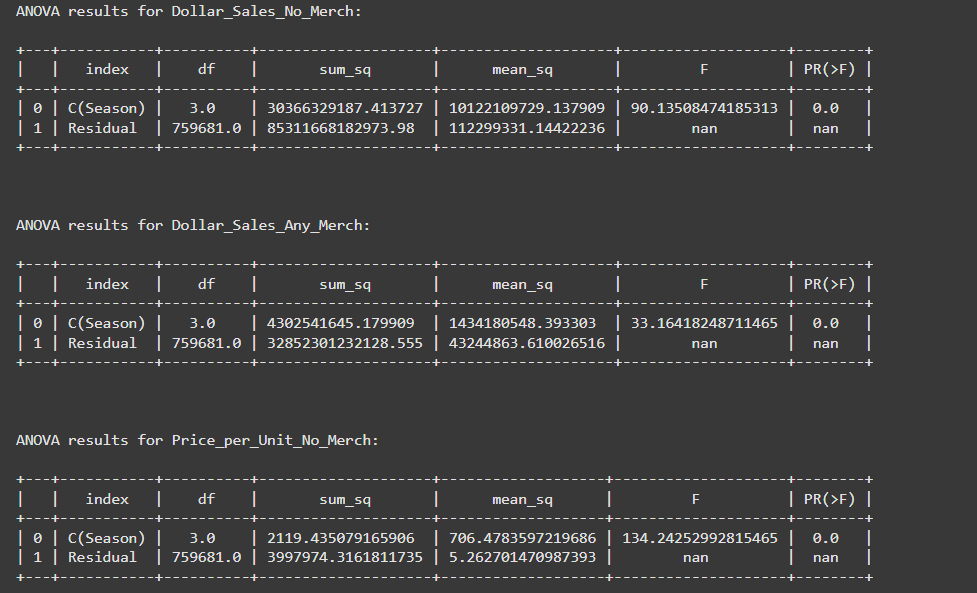 ANOVA results for Dollar_Sales_No_Merch:
+---+-----------+----------+--------------------+--------------------+-------------------+--------+
|   |   index   |    df    |       sum_sq       |      mean_sq       |         F         | PR(>F) |
+---+-----------+----------+--------------------+--------------------+-------------------+--------+
| 0 | C(Season) |   3.0    | 30366329187.413727 | 10122109729.137909 | 90.13508474185313 |  0.0   |
| 1 | Residual  | 759681.0 | 85311668182973.98  | 112299331.14422236 |        nan        |  nan   |
+---+-----------+----------+--------------------+--------------------+-------------------+--------+
ANOVA results for Dollar_Sales_Any_Merch:
+---+-----------+----------+--------------------+--------------------+-------------------+--------+
|   |   index   |    df    |       sum_sq       |      mean_sq       |         F         | PR(>F) |
+---+-----------+----------+--------------------+--------------------+-------------------+--------+
| 0 | C(Season) |   3.0    | 4302541645.179909  | 1434180548.393303  | 33.16418248711465 |  0.0   |
| 1 | Residual  | 759681.0 | 32852301232128.555 | 43244863.610026516 |        nan        |  nan   |
+---+-----------+----------+--------------------+--------------------+-------------------+--------+
ANOVA results for Price_per_Unit_No_Merch:
+---+-----------+----------+--------------------+-------------------+--------------------+--------+
|   |   index   |    df    |       sum_sq       |      mean_sq      |         F          | PR(>F) |
+---+-----------+----------+--------------------+-------------------+--------------------+--------+
| 0 | C(Season) |   3.0    | 2119.435079165906  | 706.4783597219686 | 134.24252992815465 |  0.0   |
| 1 | Residual  | 759681.0 | 3997974.3161811735 | 5.262701470987393 |        nan         |  nan   |
+---+-----------+----------+--------------------+-------------------+--------------------+--------+